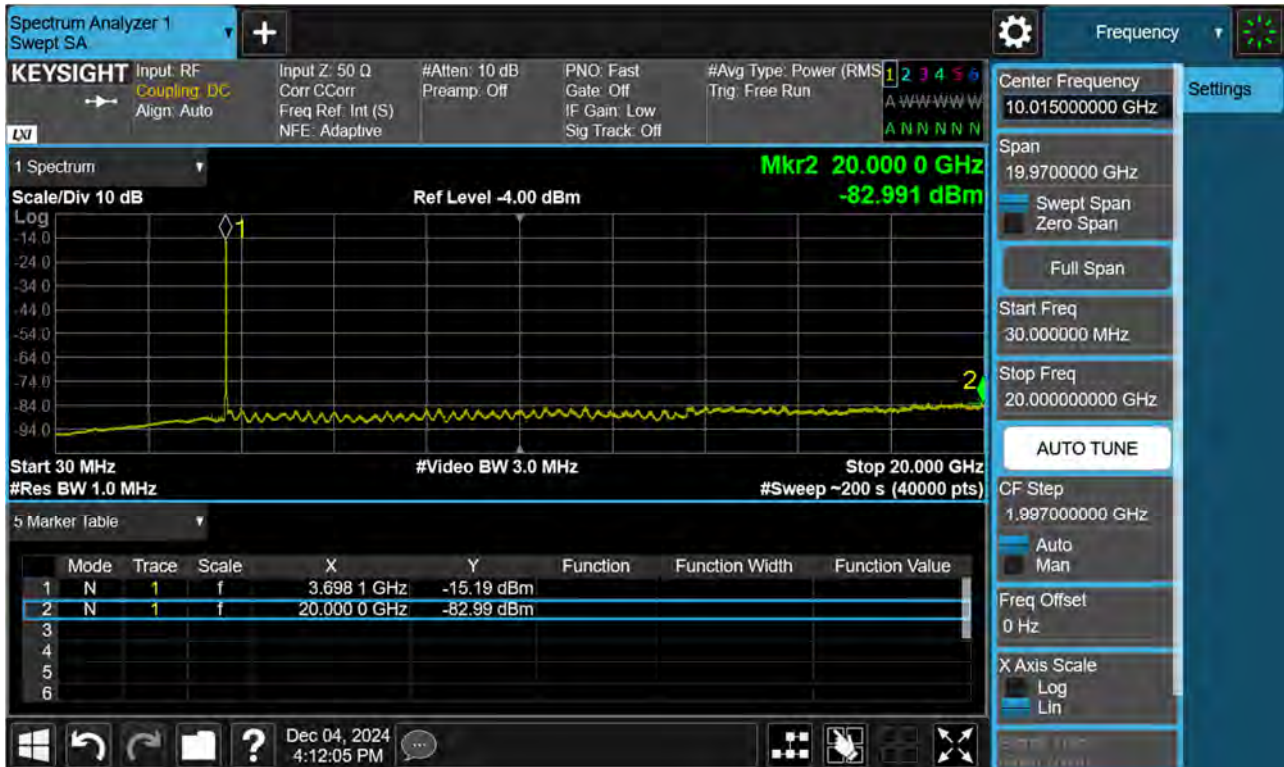 Spectrum Analyzer 1
Swept SA
Frequency
KEYSIGHT
LXI
Input: RF
Coupling: DC
Align: Auto
Input Z: 50 Ω
Corr CCorr
Freq Ref: Int (S)
NFE: Adaptive
#Atten: 10 dB
Preamp: Off
PNO: Fast
Gate: Off
IF Gain: Low
Sig Track: Off
#Avg Type: Power (RMS
Trig: Free Run
1 2 3 4 5 6
A W W W W W
A N N N N N
1 Spectrum
Mkr2 20.000 0 GHz
-82.991 dBm
Scale/Div 10 dB
Ref Level -4.00 dBm
Log
-14.0
-24.0
-34.0
-44.0
-54.0
-64.0
-74.0
-84.0
-94.0
1
2
Start 30 MHz
#Video BW 3.0 MHz
Stop 20.000 GHz
#Res BW 1.0 MHz
#Sweep ~200 s (40000 pts)
5 Marker Table
Mode Trace Scale X Y Function Function Width Function Value
1 N 1 f 3.698 1 GHz -15.19 dBm
2 N 1 f 20.000 0 GHz -82.99 dBm
3
4
5
6
Dec 04, 2024
4:12:05 PM
Center Frequency
10.015000000 GHz
Settings
Span
19.9700000 GHz
Swept Span
Zero Span
Full Span
Start Freq
30.000000 MHz
Stop Freq
20.000000000 GHz
AUTO TUNE
CF Step
1.997000000 GHz
Auto
Man
Freq Offset
0 Hz
X Axis Scale
Log
Lin